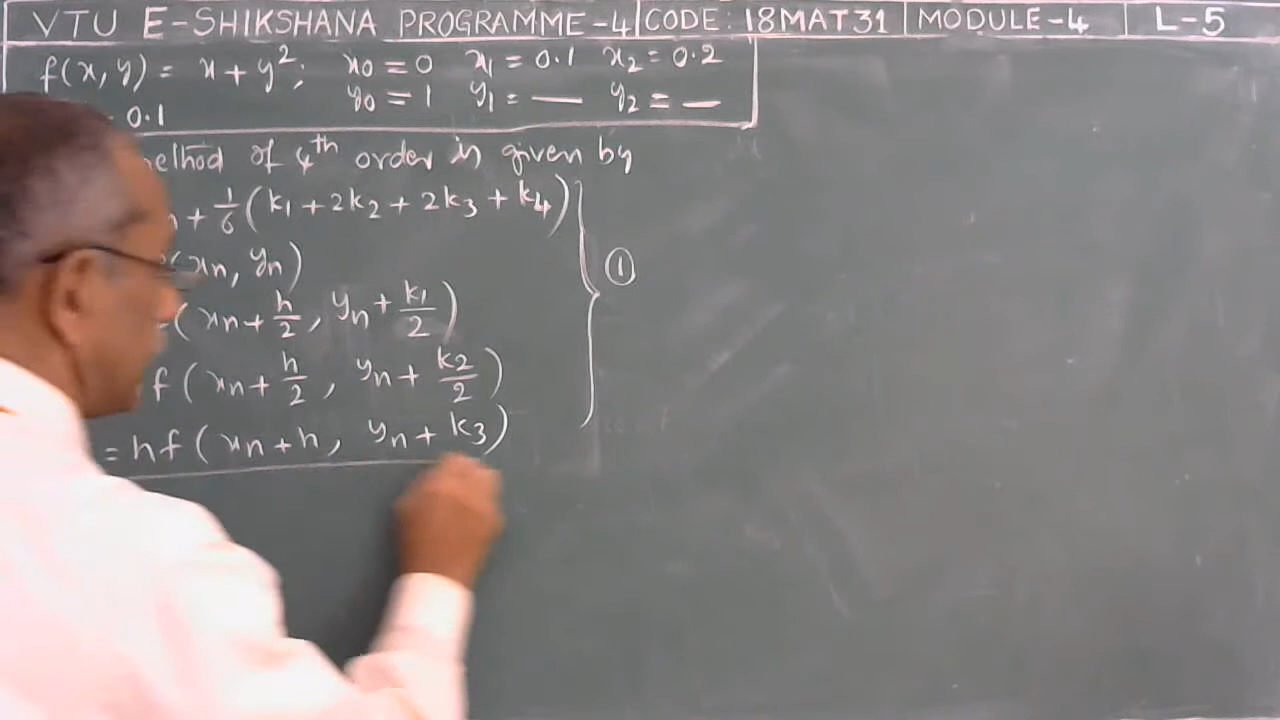 VTU E-SHIKSHANA PROGRAMME-4 | CODE: 18MAT31 | MODULE-4 | L-5
f(x, y) = x + y²; x₀ = 0 x₁ = 0.1 x₂ = 0.2
y₀ = 1 y₁ = — y₂ = —
0.1
of 4th order is given by
+ 1/6 (k₁ + 2k₂ + 2k₃ + k₄)
(xn, yn) ①
(xn + h/2, yn + k₁/2)
f(xn + h/2, yn + k₂/2)
= hf(xn + h, yn + k₃)